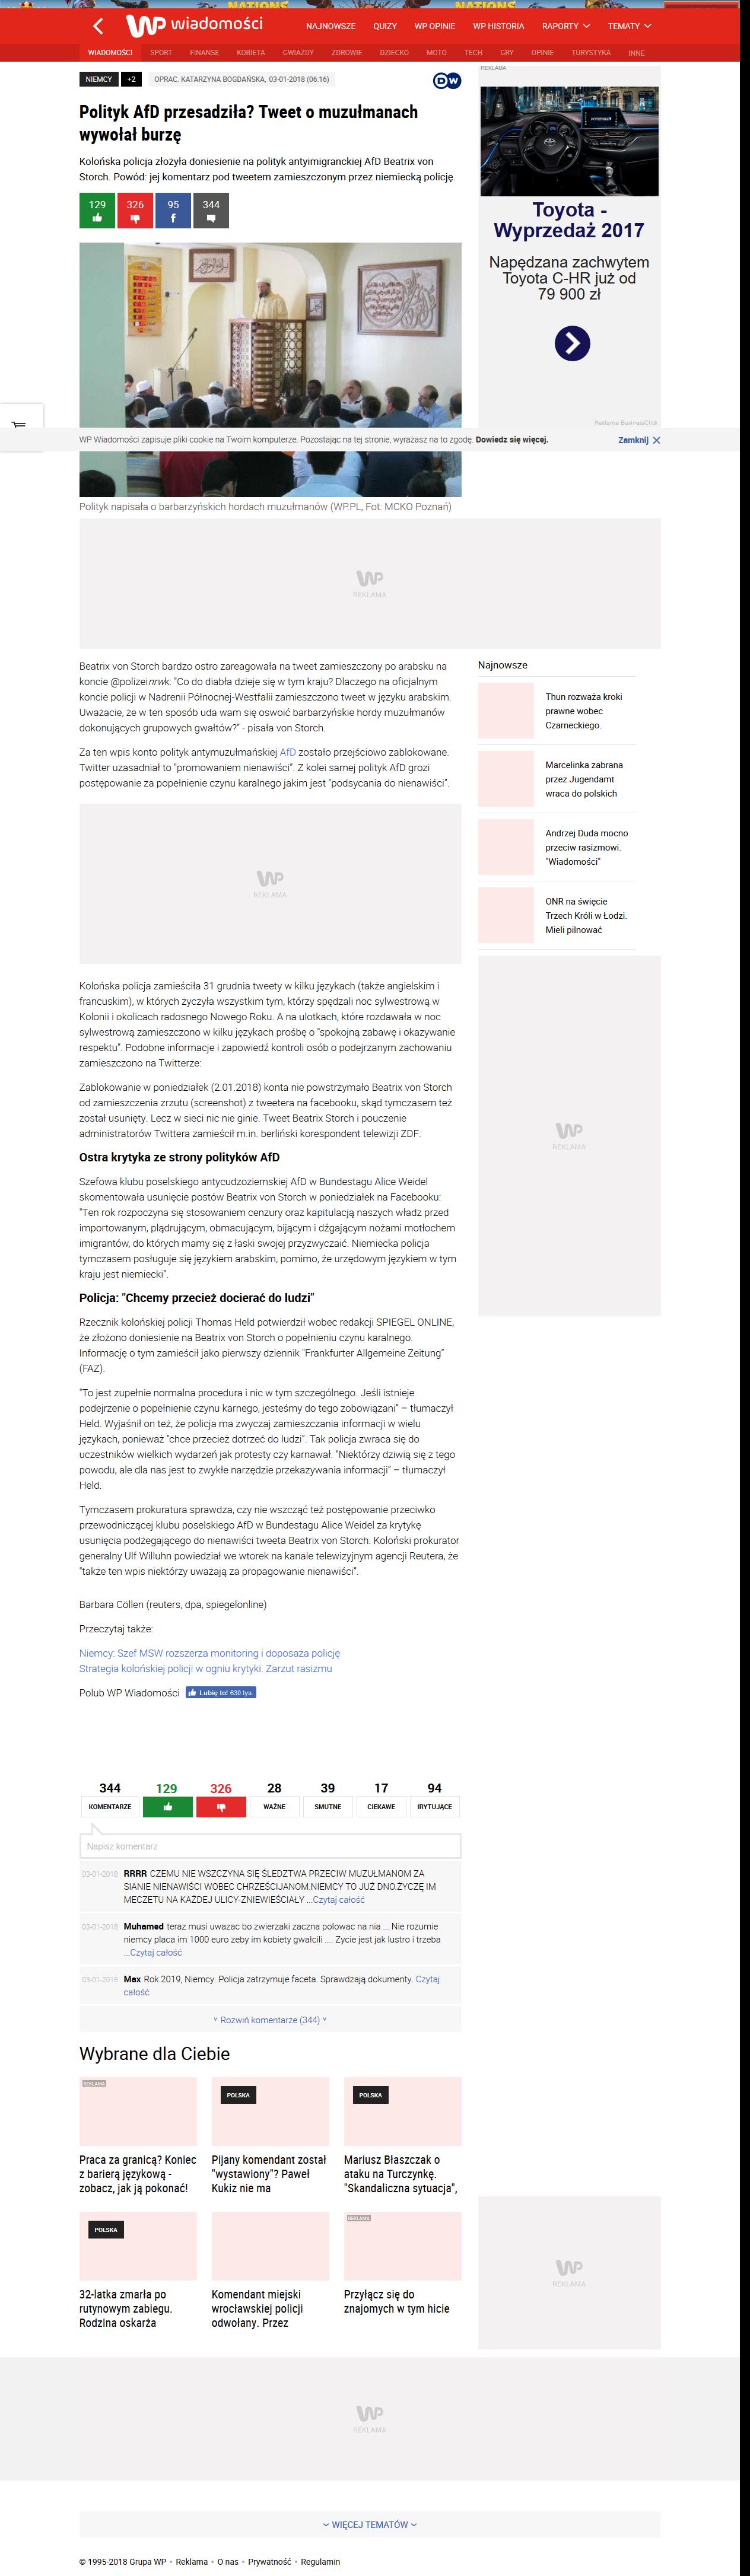 NATIONS NATIONS
WP wiadomości
NAJNOWSZE QUIZY WP OPINIE WP HISTORIA RAPORTY TEMATY
WIADOMOŚCI SPORT FINANSE KOBIETA GWIAZDY ZDROWIE DZIECKO MOTO TECH GRY OPINIE TURYSTYKA INNE
NIEMCY +2 OPRAC. KATARZYNA BOGDAŃSKA, 03-01-2018 (06:16)
DW
Polityk AfD przesadziła? Tweet o muzułmanach
wywołał burzę
Kolońska policja złożyła doniesienie na polityk antyimigranckiej AfD Beatrix von
Storch. Powód: jej komentarz pod tweetem zamieszczonym przez niemiecką policję.
129 326 95 344
REKLAMA
Toyota -
Wyprzedaż 2017
Napędzana zachwytem
Toyota C-HR już od
79 900 zł
Reklama BusinessClick
WP Wiadomości zapisuje pliki cookie na Twoim komputerze. Pozostając na tej stronie, wyrażasz na to zgodę. Dowiedz się więcej.
Zamknij
Polityk napisała o barbarzyńskich hordach muzułmanów (WP.PL, Fot: MCKO Poznań)
WP
REKLAMA
Beatrix von Storch bardzo ostro zareagowała na tweet zamieszczony po arabsku na
koncie @polizeinrwk: "Co do diabła dzieje się w tym kraju? Dlaczego na oficjalnym
koncie policji w Nadrenii Północnej-Westfalii zamieszczono tweet w języku arabskim.
Uważacie, że w ten sposób uda wam się oswoić barbarzyńskie hordy muzułmanów
dokonujących grupowych gwałtów?" - pisała von Storch.
Za ten wpis konto polityk antymuzułmańskiej AfD zostało przejściowo zablokowane.
Twitter uzasadniał to "promowaniem nienawiści". Z kolei samej polityk AfD grozi
postępowanie za popełnienie czynu karalnego jakim jest "podsycania do nienawiści".
WP
REKLAMA
Najnowsze
Thun rozważa kroki
prawne wobec
Czarneckiego.
Marcelinka zabrana
przez Jugendamt
wraca do polskich
Andrzej Duda mocno
przeciw rasizmowi.
"Wiadomości"
ONR na święcie
Trzech Króli w Łodzi.
Mieli pilnować
WP
REKLAMA
Kolońska policja zamieściła 31 grudnia tweety w kilku językach (także angielskim i
francuskim), w których życzyła wszystkim tym, którzy spędzali noc sylwestrową w
Kolonii i okolicach radosnego Nowego Roku. A na ulotkach, które rozdawała w noc
sylwestrową zamieszczono w kilku językach prośbę o "spokojną zabawę i okazywanie
respektu". Podobne informacje i zapowiedź kontroli osób o podejrzanym zachowaniu
zamieszczono na Twitterze:
Zablokowanie w poniedziałek (2.01.2018) konta nie powstrzymało Beatrix von Storch
od zamieszczenia zrzutu (screenshot) z tweetera na facebooku, skąd tymczasem też
został usunięty. Lecz w sieci nic nie ginie. Tweet Beatrix Storch i pouczenie
administratorów Twittera zamieścił m.in. berliński korespondent telewizji ZDF:
Ostra krytyka ze strony polityków AfD
Szefowa klubu poselskiego antycudzoziemskiej AfD w Bundestagu Alice Weidel
skomentowała usunięcie postów Beatrix von Storch w poniedziałek na Facebooku:
"Ten rok rozpoczyna się stosowaniem cenzury oraz kapitulacją naszych władz przed
importowanym, plądrującym, obmacującym, bijącym i dźgającym nożami motłochem
imigrantów, do których mamy się z łaski swojej przyzwyczaić. Niemiecka policja
tymczasem posługuje się językiem arabskim, pomimo, że urzędowym językiem w tym
kraju jest niemiecki".
Policja: "Chcemy przecież docierać do ludzi"
Rzecznik kolońskiej policji Thomas Held potwierdził wobec redakcji SPIEGEL ONLINE,
że złożono doniesienie na Beatrix von Storch o popełnieniu czynu karalnego.
Informację o tym zamieścił jako pierwszy dziennik "Frankfurter Allgemeine Zeitung"
(FAZ).
"To jest zupełnie normalna procedura i nic w tym szczególnego. Jeśli istnieje
podejrzenie o popełnienie czynu karnego, jesteśmy do tego zobowiązani" – tłumaczył
Held. Wyjaśnił on też, że policja ma zwyczaj zamieszczania informacji w wielu
językach, ponieważ "chce przecież dotrzeć do ludzi". Tak policja zwraca się do
uczestników wielkich wydarzeń jak protesty czy karnawał. "Niektórzy dziwią się z tego
powodu, ale dla nas jest to zwykłe narzędzie przekazywania informacji" – tłumaczył
Held.
Tymczasem prokuratura sprawdza, czy nie wszcząć też postępowanie przeciwko
przewodniczącej klubu poselskiego AfD w Bundestagu Alice Weidel za krytykę
usunięcia podżegającego do nienawiści tweeta Beatrix von Storch. Koloński prokurator
generalny Ulf Willuhn powiedział we wtorek na kanale telewizyjnym agencji Reutera, że
"także ten wpis niektórzy uważają za propagowanie nienawiści".
Barbara Cöllen (reuters, dpa, spiegelonline)
Przeczytaj także:
Niemcy: Szef MSW rozszerza monitoring i doposaża policję
Strategia kolońskiej policji w ogniu krytyki. Zarzut rasizmu
Polub WP Wiadomości Lubię to! 630 tys.
344 129 326 28 39 17 94
KOMENTARZE WAŻNE SMUTNE CIEKAWE IRYTUJĄCE
Napisz komentarz
03-01-2018 RRRR CZEMU NIE WSZCZYNA SIĘ ŚLEDZTWA PRZECIW MUZUŁMANOM ZA
SIANIE NIENAWIŚCI WOBEC CHRZEŚCIJANOM.NIEMCY TO JUŻ DNO.ŻYCZĘ IM
MECZETU NA KAŻDEJ ULICY-ZNIEWIEŚCIAŁY ...Czytaj całość
03-01-2018 Muhamed teraz musi uwazac bo zwierzaki zaczna polowac na nia ... Nie rozumie
niemcy placa im 1000 euro zeby im kobiety gwałcili .... Zycie jest jak lustro i trzeba
...Czytaj całość
03-01-2018 Max Rok 2019, Niemcy. Policja zatrzymuje faceta. Sprawdzają dokumenty. Czytaj
całość
Rozwiń komentarze (344)
Wybrane dla Ciebie
REKLAMA
POLSKA
POLSKA
Praca za granicą? Koniec
z barierą językową -
zobacz, jak ją pokonać!
Pijany komendant został
"wystawiony"? Paweł
Kukiz nie ma
Mariusz Błaszczak o
ataku na Turczynkę.
"Skandaliczna sytuacja",
POLSKA
REKLAMA
32-latka zmarła po
rutynowym zabiegu.
Rodzina oskarża
Komendant miejski
wrocławskiej policji
odwołany. Przez
Przyłącz się do
znajomych w tym hicie
WP
REKLAMA
WP
REKLAMA
WIĘCEJ TEMATÓW
© 1995-2018 Grupa WP • Reklama • O nas • Prywatność • Regulamin